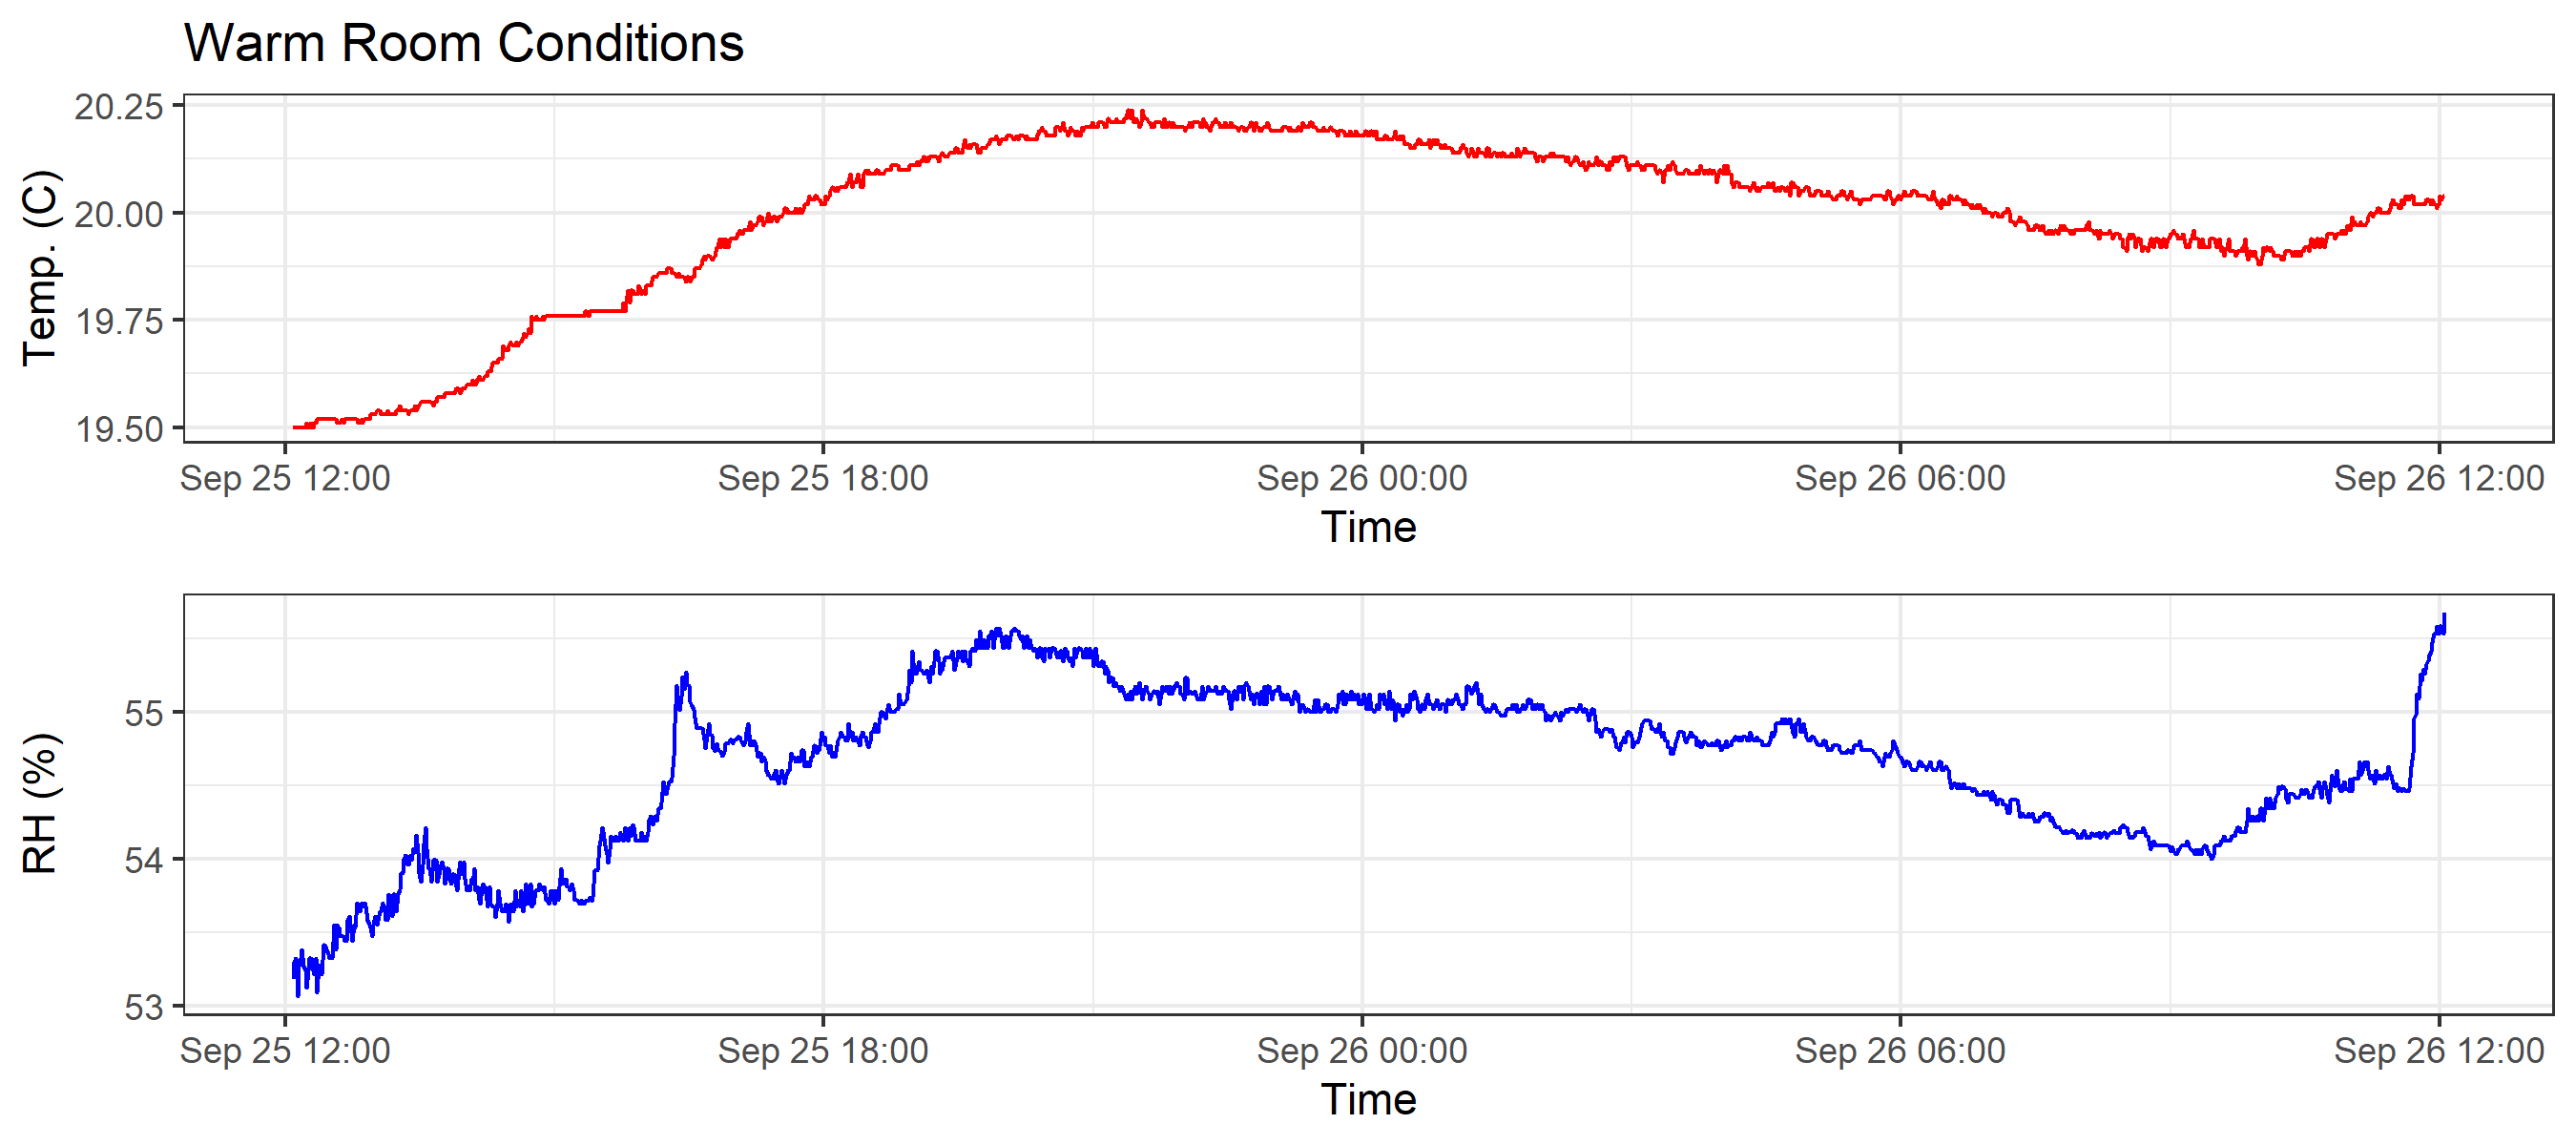 Warm Room Conditions
20.25
20.00
19.75
19.50
Temp. (C)
Sep 25 12:00 Sep 25 18:00 Sep 26 00:00 Sep 26 06:00 Sep 26 12:00
Time
55
54
53
RH (%)
Sep 25 12:00 Sep 25 18:00 Sep 26 00:00 Sep 26 06:00 Sep 26 12:00
Time